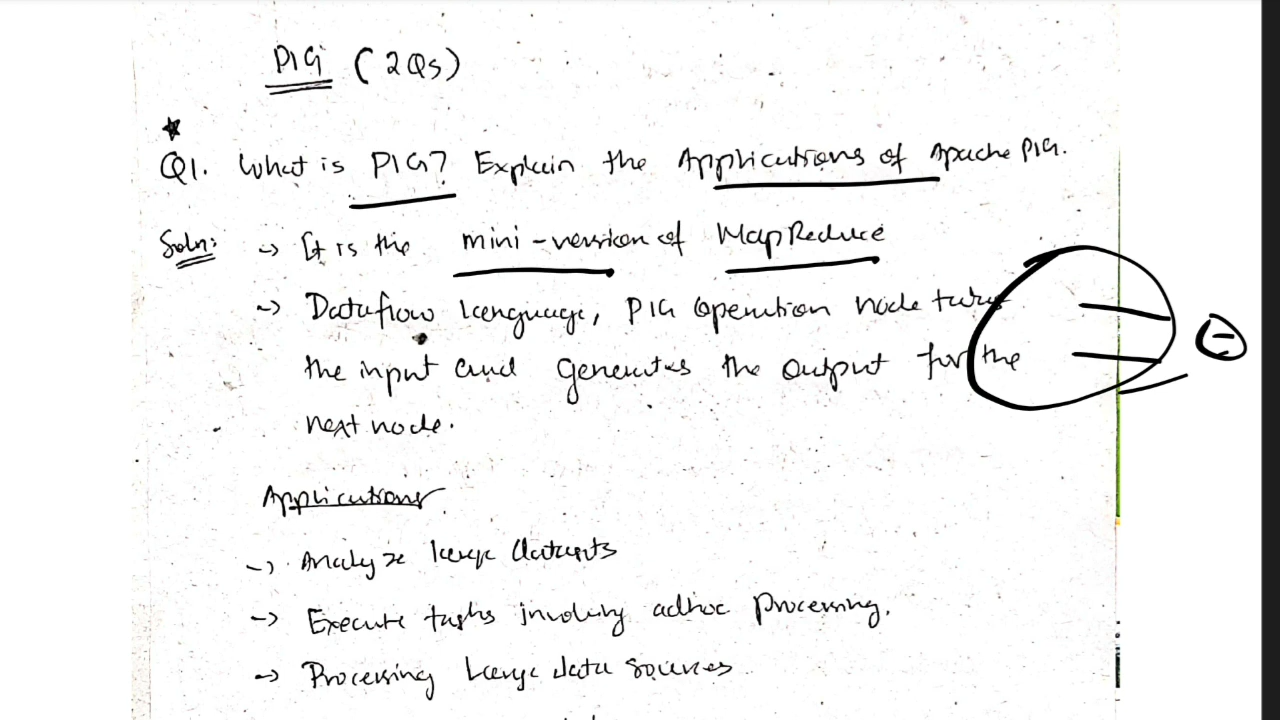 PIG (2Qs)
Q1. What is PIG? Explain the Applications of Apache PIG.
Soln: → It is the mini-version of MapReduce
→ Dataflow language, PIG operation node takes
the input and generates the output for the
next node.
Applications
→ Analyze large datasets
→ Execute tasks involving adhoc processing.
→ Processing large data sources